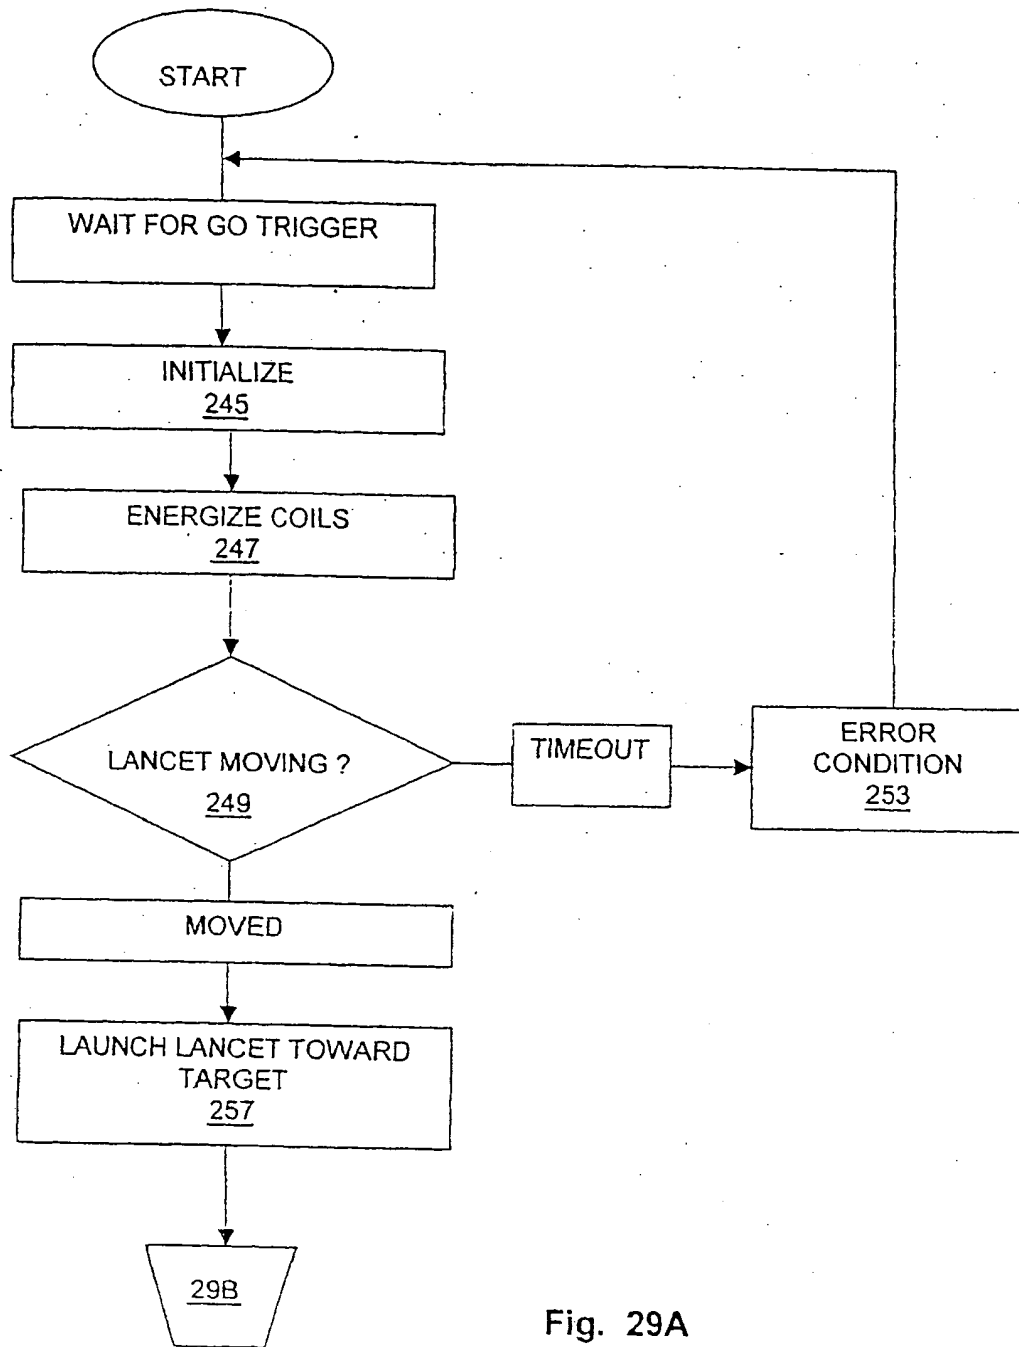 START
WAIT FOR GO TRIGGER
INITIALIZE
245
ENERGIZE COILS
247
LANCET MOVING ?
249
TIMEOUT
ERROR
CONDITION
253
MOVED
LAUNCH LANCET TOWARD
TARGET
257
29B
Fig. 29A